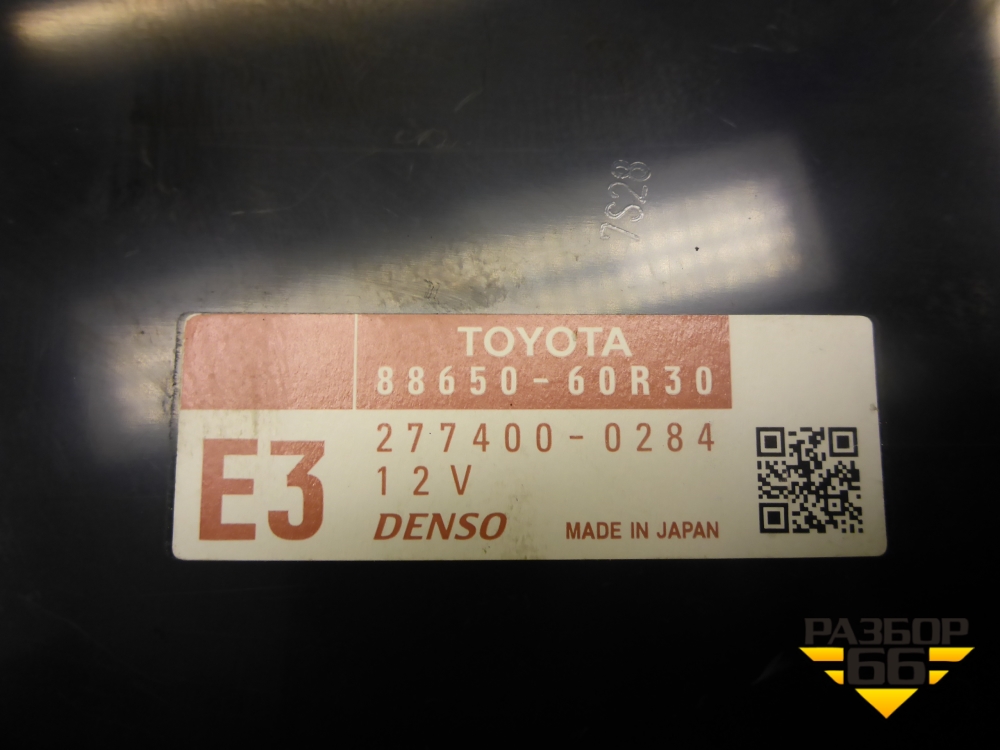 7S28
TOYOTA
88650-60R30
E3
277400-0284
12V
DENSO
MADE IN JAPAN
РАЗБОР
66